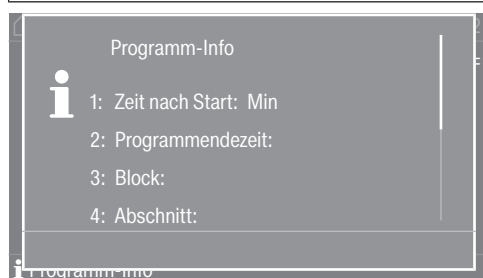 Programm-Info
1: Zeit nach Start: Min
2: Programmendezeit:
3: Block:
4: Abschnitt:
Programm-Info